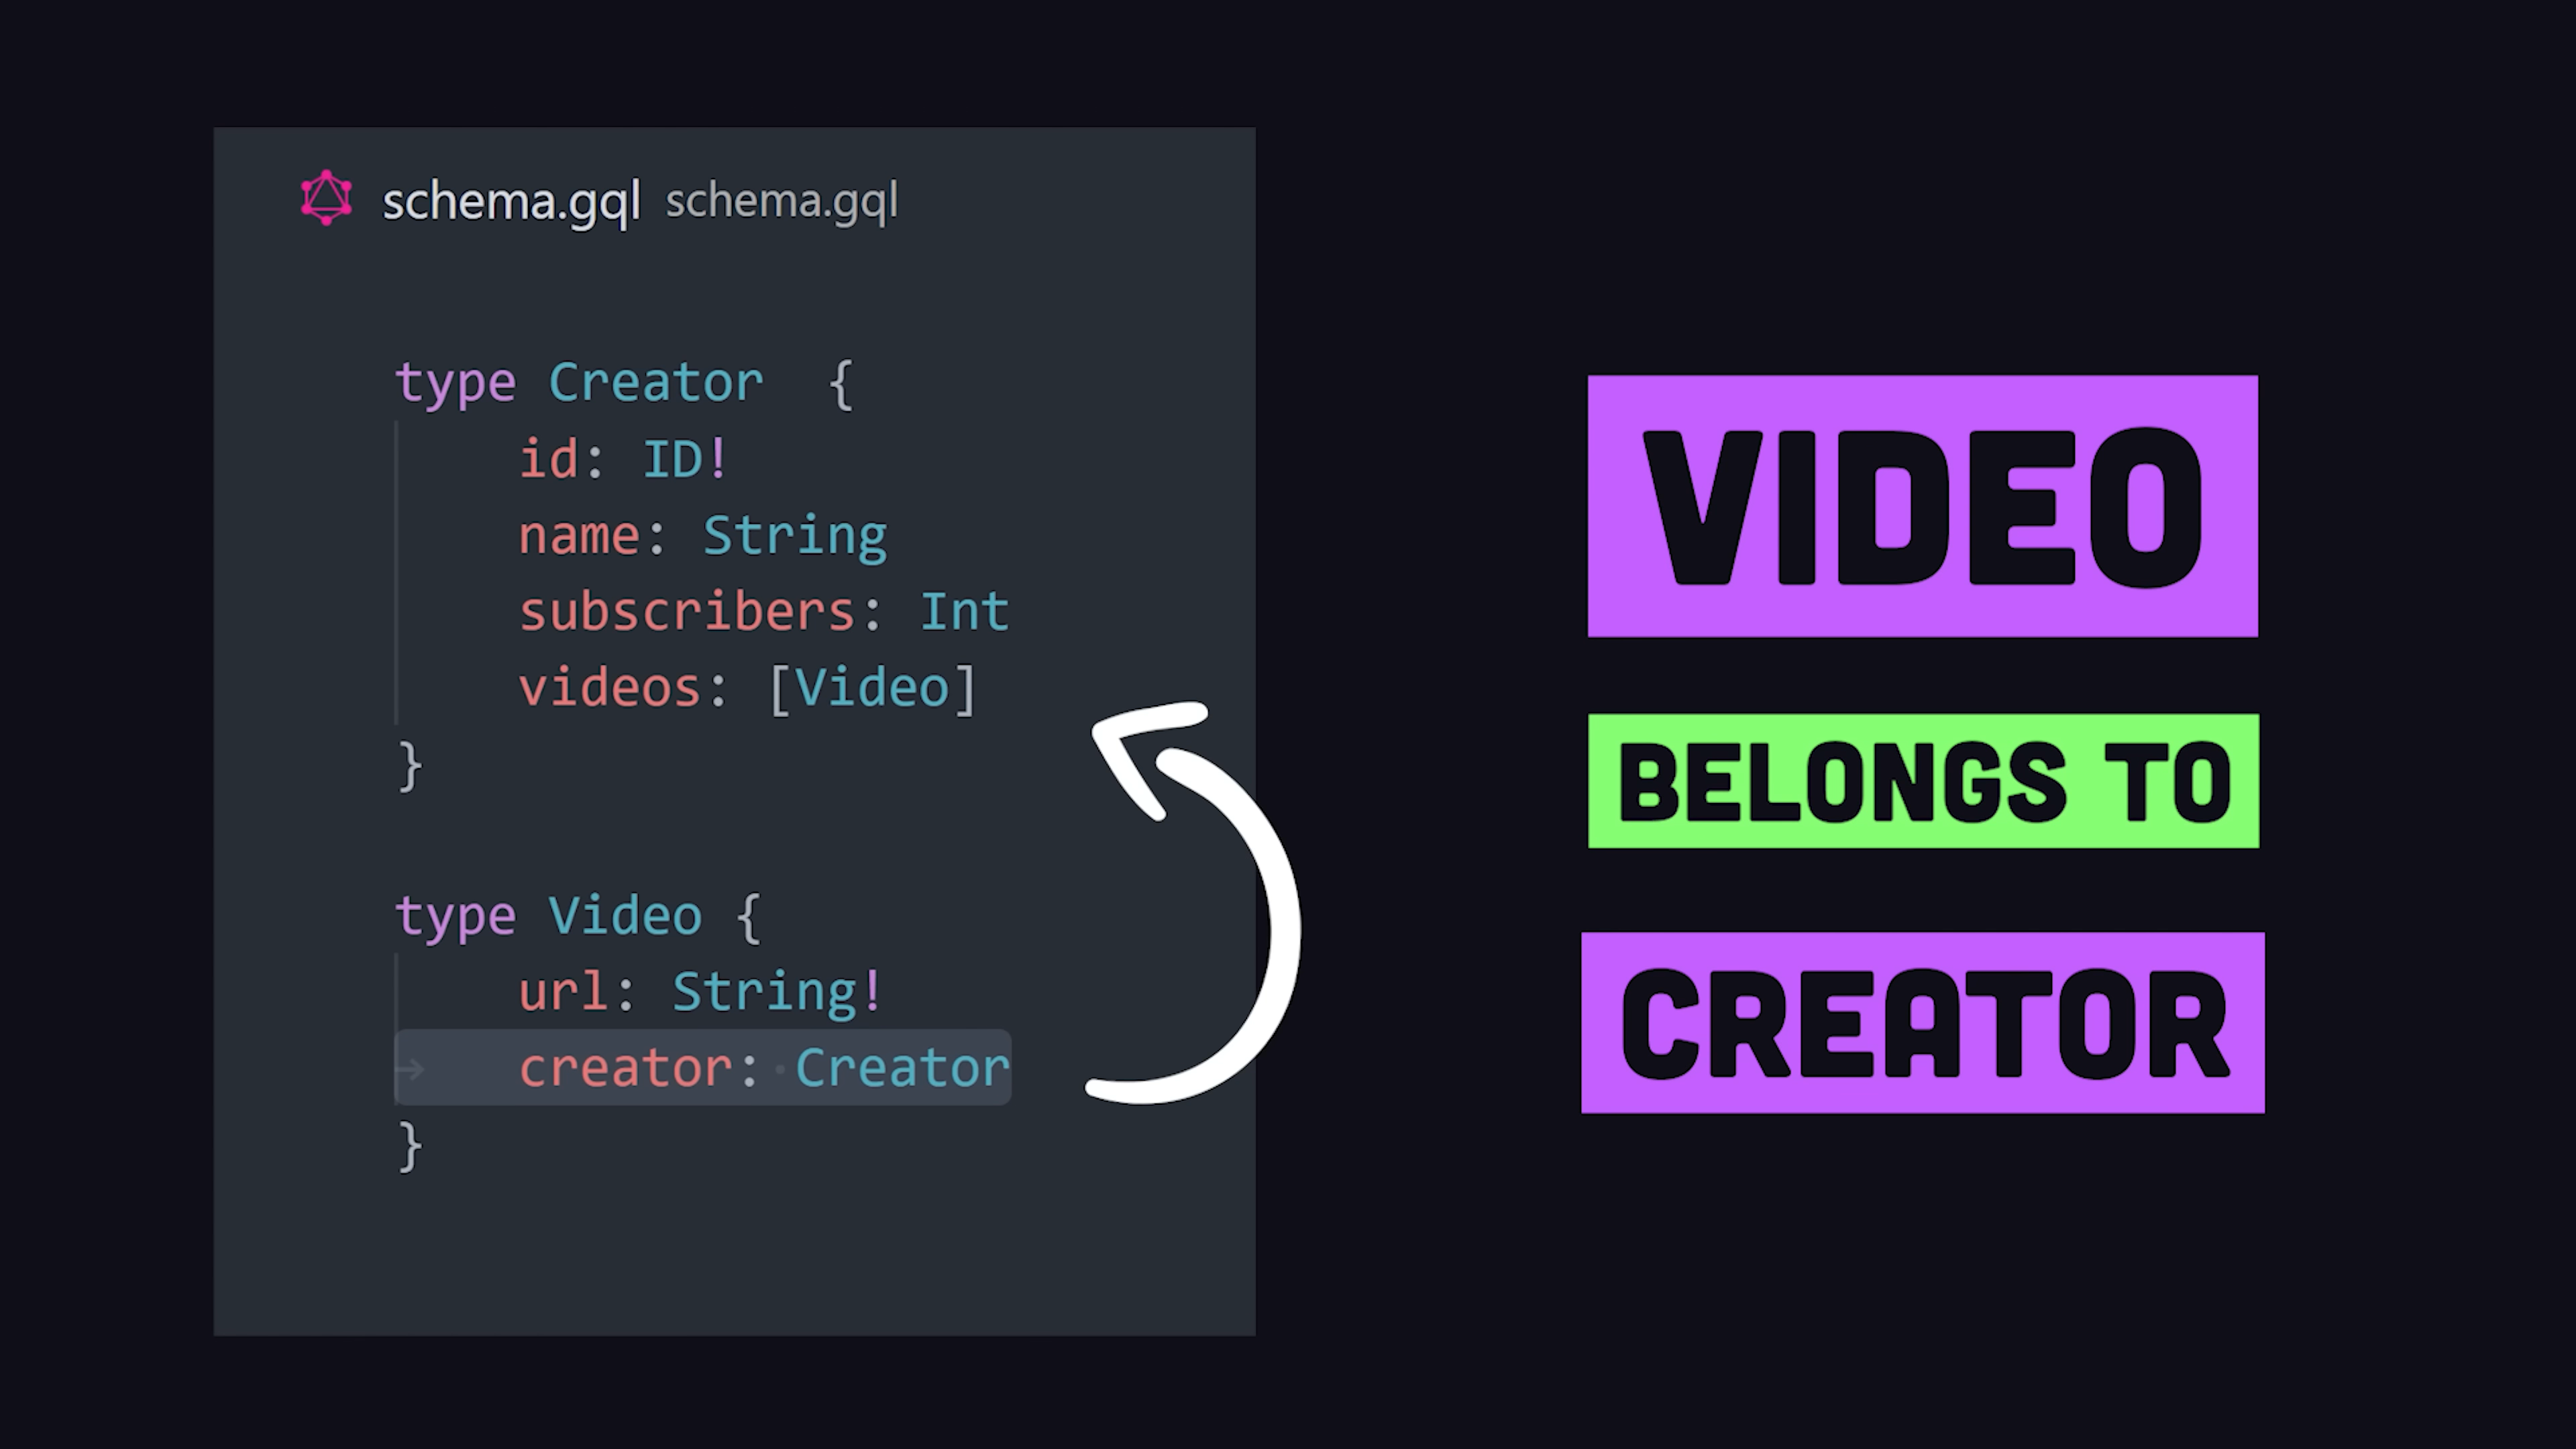 schema.gql schema.gql
type Creator  {
    id: ID!
    name: String
    subscribers: Int
    videos: [Video]
}
type Video {
    url: String!
    creator: Creator
}
VIDEO
BELONGS TO
CREATOR